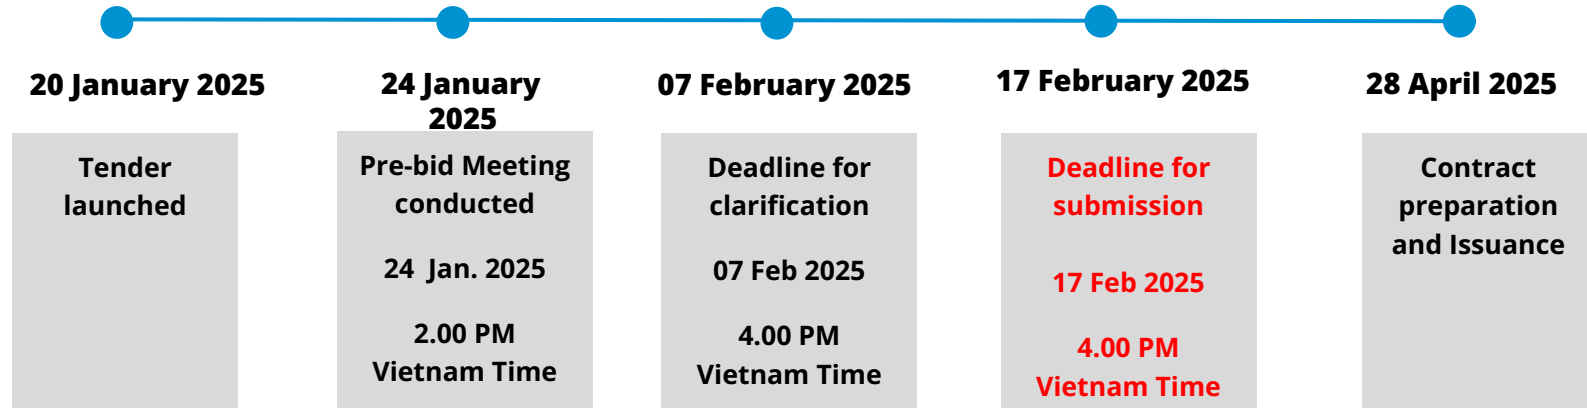 20 January 2025
24 January
2025
07 February 2025
17 February 2025
28 April 2025
Tender
launched
Pre-bid Meeting
conducted
24 Jan. 2025
2.00 PM
Vietnam Time
Deadline for
clarification
07 Feb 2025
4.00 PM
Vietnam Time
Deadline for
submission
17 Feb 2025
4.00 PM
Vietnam Time
Contract
preparation
and Issuance